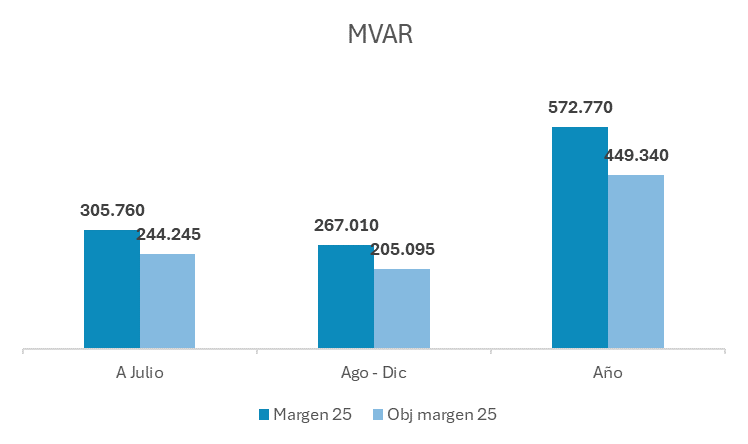 MVAR
572.770
449.340
305.760
244.245
267.010
205.095
A Julio
Ago - Dic
Año
Margen 25
Obj margen 25